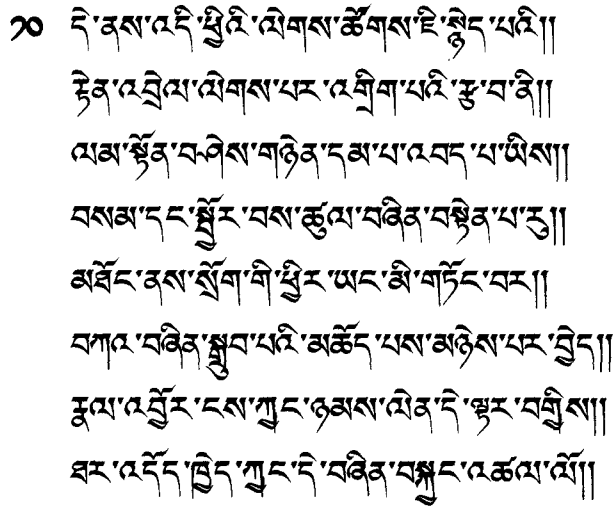 ༡༠ དེ་ནས་འདི་ཕྱིའི་ལེགས་ཚོགས་ཇི་སྙེད་པའི།།
རྟེན་འབྲེལ་ལེགས་པར་འགྲིག་པའི་རྩ་བ་ནི།།
ལམ་སྟོན་བཤེས་གཉེན་དམ་པ་འབད་པ་ཡིས།།
བསམ་དང་སྦྱོར་བས་ཚུལ་བཞིན་བསྟེན་པ་རུ།།
མཐོང་ནས་སྲོག་གི་ཕྱིར་ཡང་མི་གཏོང་བར།།
བཀའ་བཞིན་སྒྲུབ་པའི་མཆོད་པས་མཉེས་པར་བྱེད།།
རྣལ་འབྱོར་ངས་ཀྱང་ཉམས་ལེན་དེ་ལྟར་བགྱིས།།
ཐར་འདོད་ཁྱེད་ཀྱང་དེ་བཞིན་བསྐྱང་འཚལ་ལོ།།